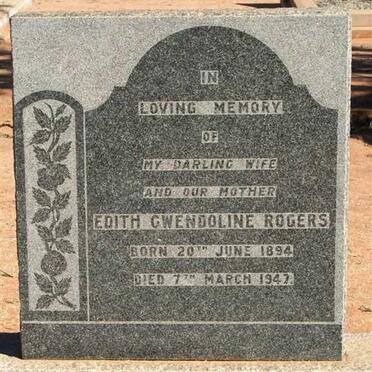 IN
LOVING MEMORY
OF
MY DARLING WIFE
AND OUR MOTHER
EDITH GWENDOLINE ROGERS
BORN 20TH JUNE 1894
DIED 7TH MARCH 1947.